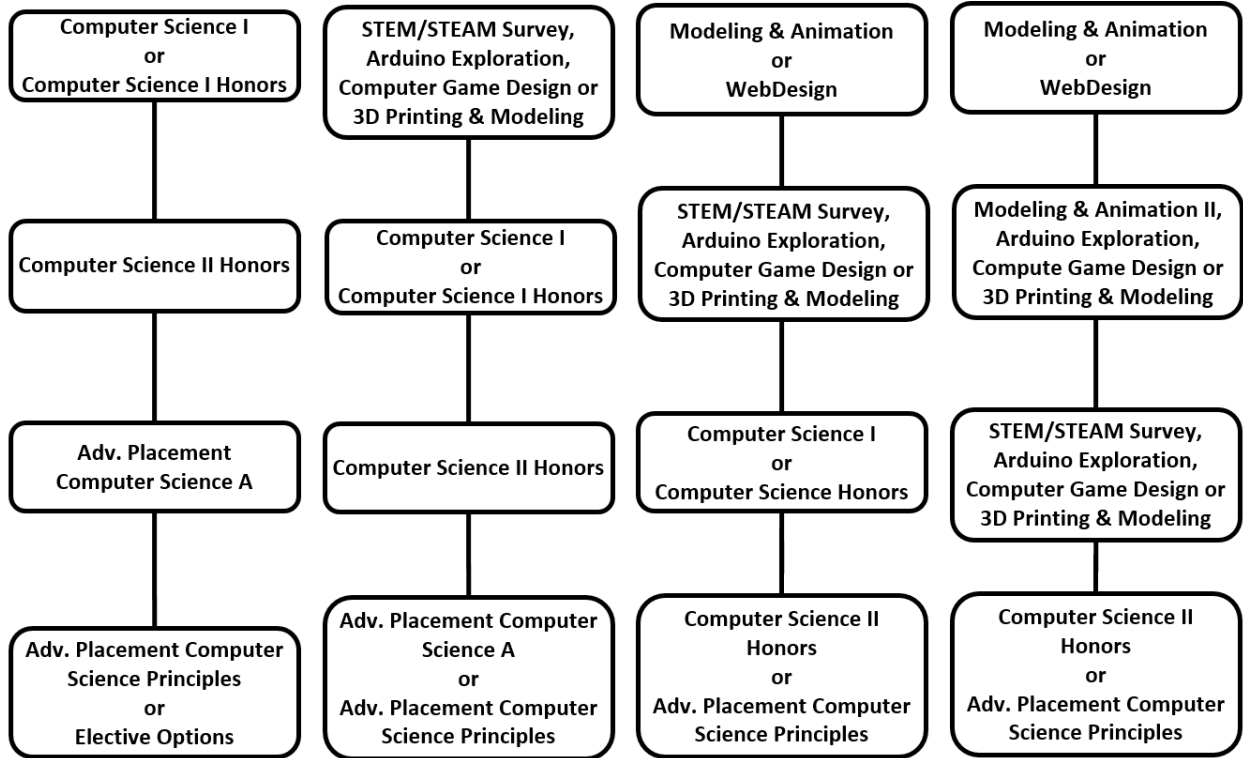 Computer Science I
or
Computer Science I Honors
Computer Science II Honors
Adv. Placement
Computer Science A
Adv. Placement Computer
Science Principles
or
Elective Options
STEM/STEAM Survey,
Arduino Exploration,
Computer Game Design or
3D Printing & Modeling
Computer Science I
or
Computer Science I Honors
Computer Science II Honors
Adv. Placement Computer
Science A
or
Adv. Placement Computer
Science Principles
Modeling & Animation
or
WebDesign
STEM/STEAM Survey,
Arduino Exploration,
Computer Game Design or
3D Printing & Modeling
Computer Science I
or
Computer Science Honors
Computer Science II
Honors
or
Adv. Placement Computer
Science Principles
Modeling & Animation
or
WebDesign
Modeling & Animation II,
Arduino Exploration,
Compute Game Design or
3D Printing & Modeling
STEM/STEAM Survey,
Arduino Exploration,
Computer Game Design or
3D Printing & Modeling
Computer Science II
Honors
or
Adv. Placement Computer
Science Principles